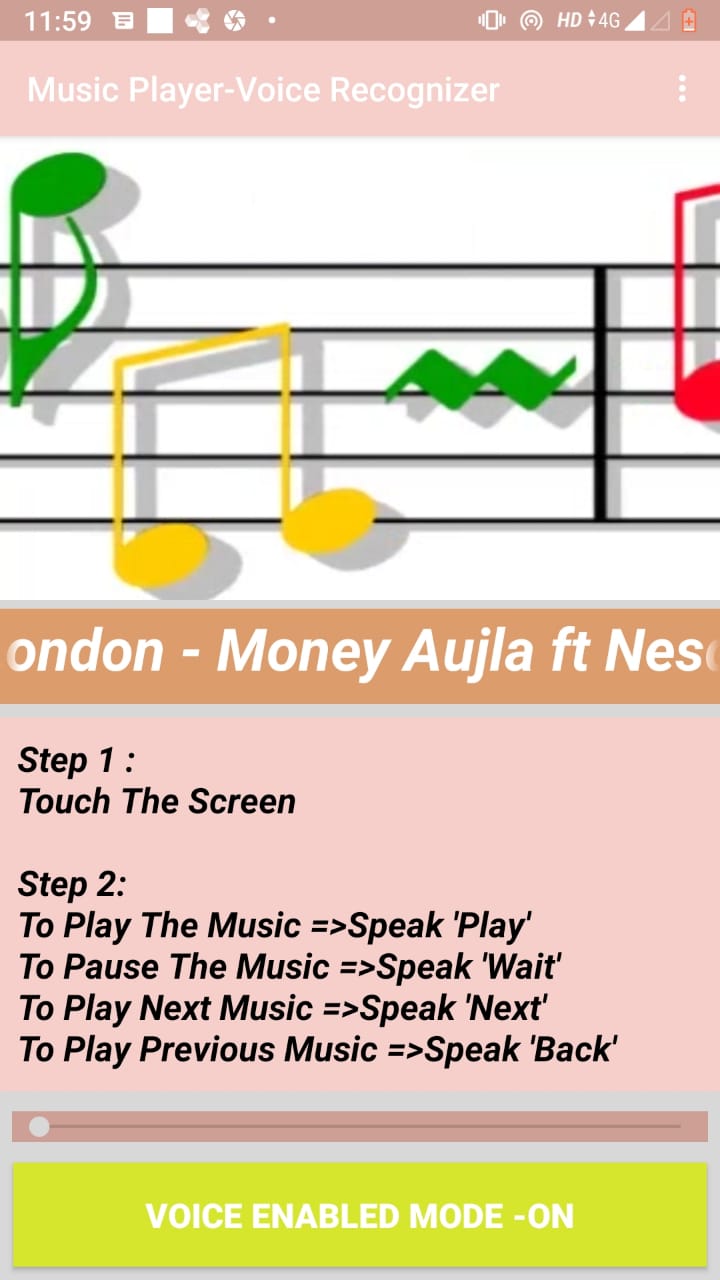 11:59 HD 4G
Music Player-Voice Recognizer
ondon - Money Aujla ft Nes
Step 1 :
Touch The Screen
Step 2:
To Play The Music =>Speak 'Play'
To Pause The Music =>Speak 'Wait'
To Play Next Music =>Speak 'Next'
To Play Previous Music =>Speak 'Back'
VOICE ENABLED MODE -ON